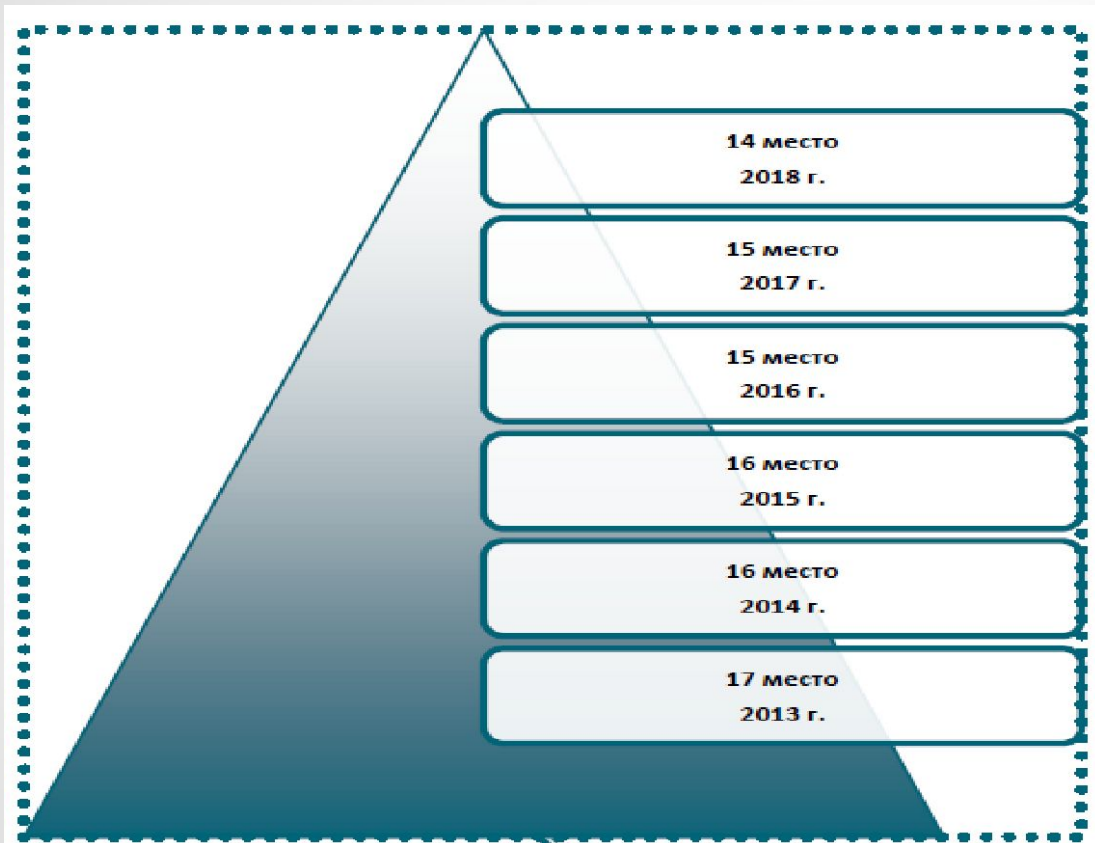 14 место
2018 г.
15 место
2017 г.
15 место
2016 г.
16 место
2015 г.
16 место
2014 г.
17 место
2013 г.